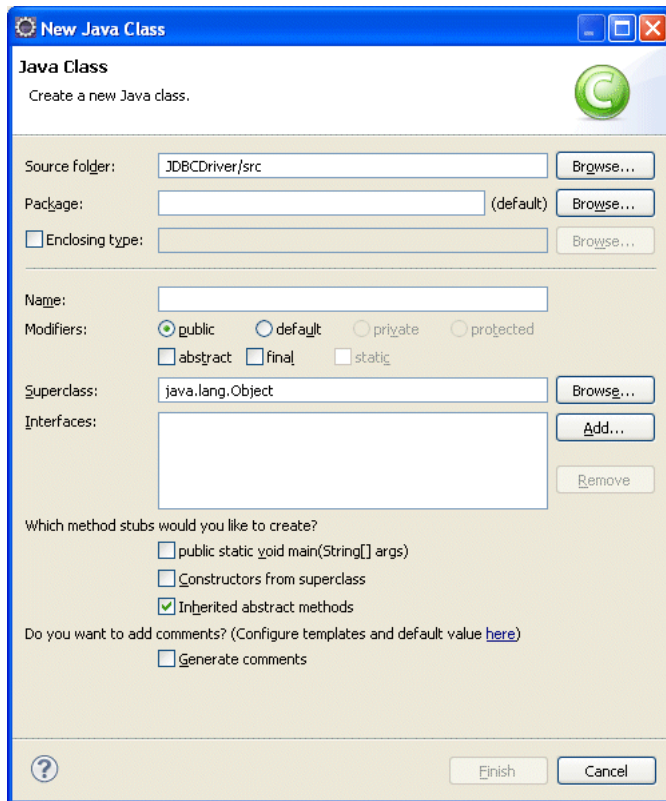 New Java Class
Java Class
Create a new Java class.
Source folder: JDBCDriver/src Browse...
Package: (default) Browse...
Enclosing type: Browse...
Name:
Modifiers: public default private protected
abstract final static
Superclass: java.lang.Object Browse...
Interfaces: Add...
Remove
Which method stubs would you like to create?
public static void main(String[] args)
Constructors from superclass
Inherited abstract methods
Do you want to add comments? (Configure templates and default value here)
Generate comments
Finish Cancel